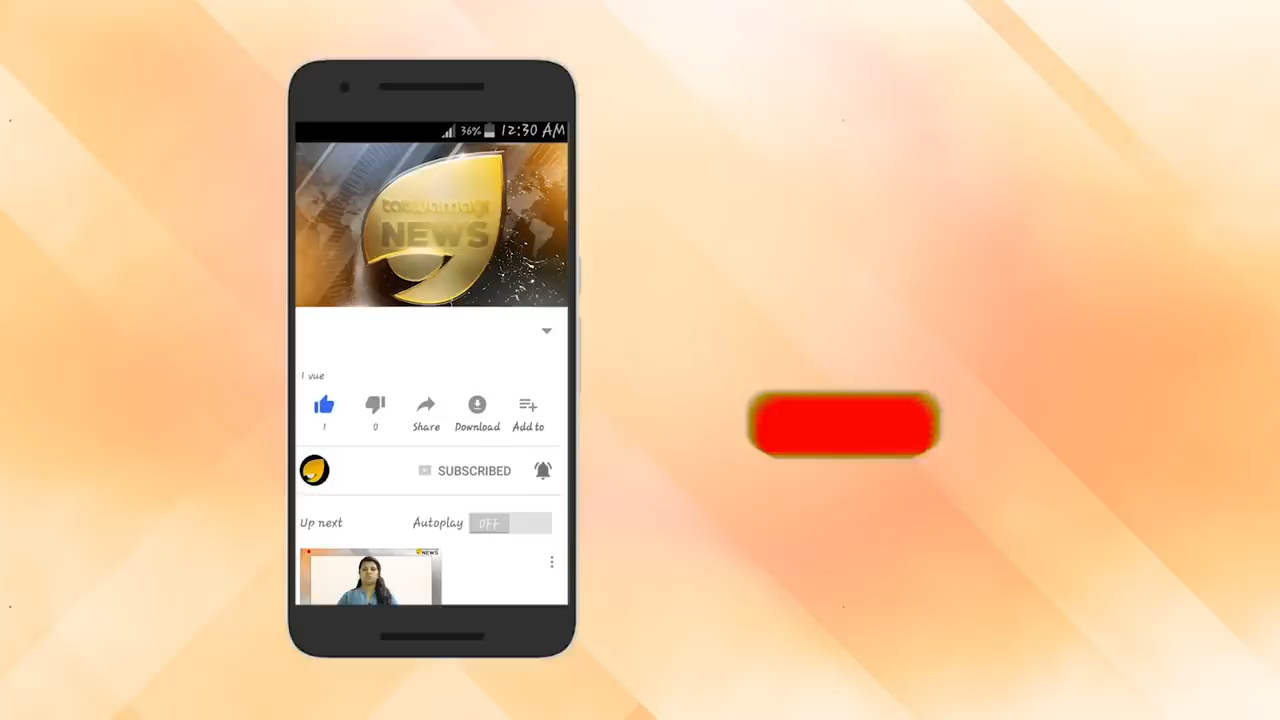 36% 12:30 AM
NEWS
1 vue
1 0 Share Download Add to
SUBSCRIBED
Up next Autoplay OFF
NEWS